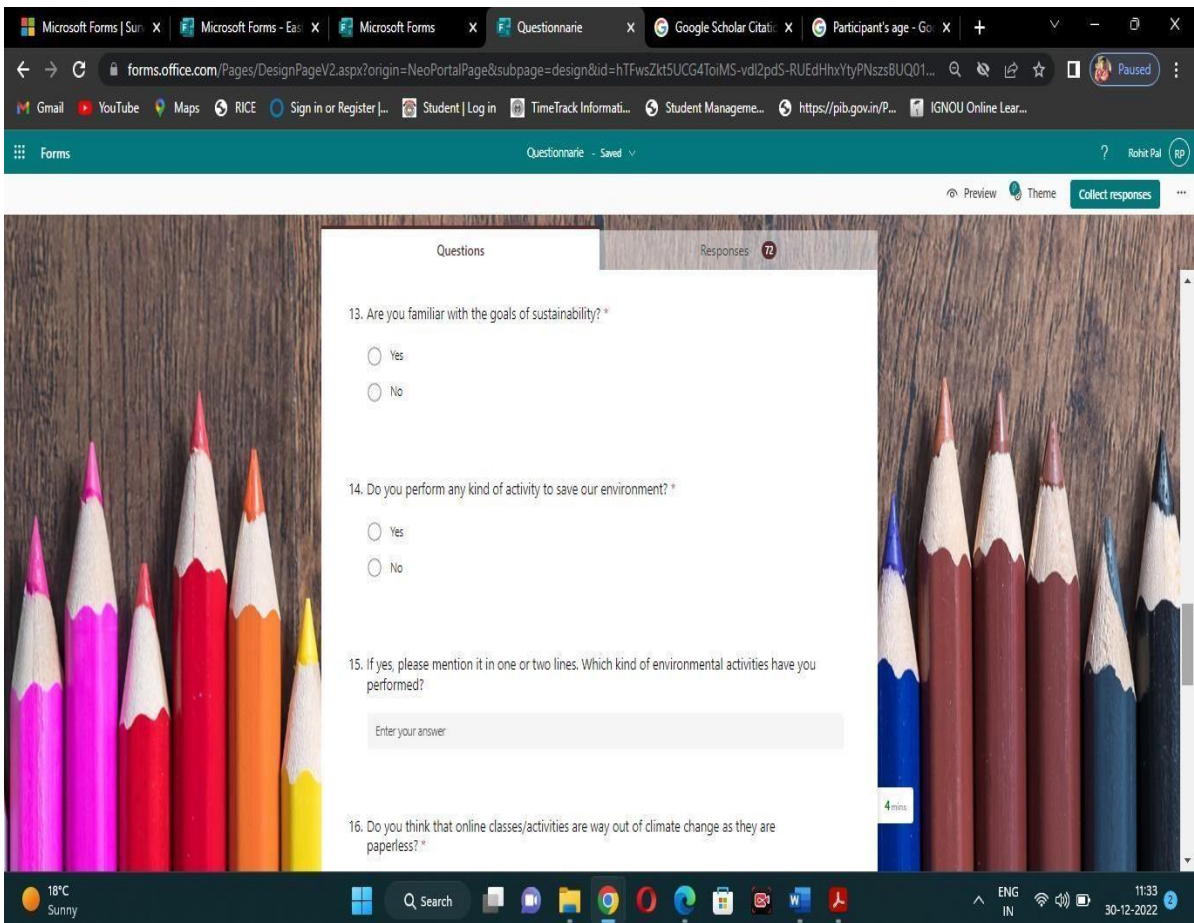 Microsoft Forms | Surv
Microsoft Forms - Eas
Microsoft Forms
Questionnarie
Google Scholar Citatic
Participant's age - Goo
forms.office.com/Pages/DesignPageV2.aspx?origin=NeoPortalPage&subpage=design&id=hTFwsZkt5UCG4ToiMS-vdl2pdS-RUEdHhxYtyPNszsBUQ01...
Paused
Gmail
YouTube
Maps
RICE
Sign in or Register |...
Student | Log in
TimeTrack Informati...
Student Manageme...
https://pib.gov.in/P...
IGNOU Online Lear...
Forms
Questionnarie - Saved
? Rohit Pal RP
Preview
Theme
Collect responses
Questions
Responses 72
13. Are you familiar with the goals of sustainability? *
Yes
No
14. Do you perform any kind of activity to save our environment? *
Yes
No
15. If yes, please mention it in one or two lines. Which kind of environmental activities have you
performed?
Enter your answer
4 mins
16. Do you think that online classes/activities are way out of climate change as they are
paperless? *
18°C
Sunny
Search
ENG
IN
11:33
30-12-2022
2